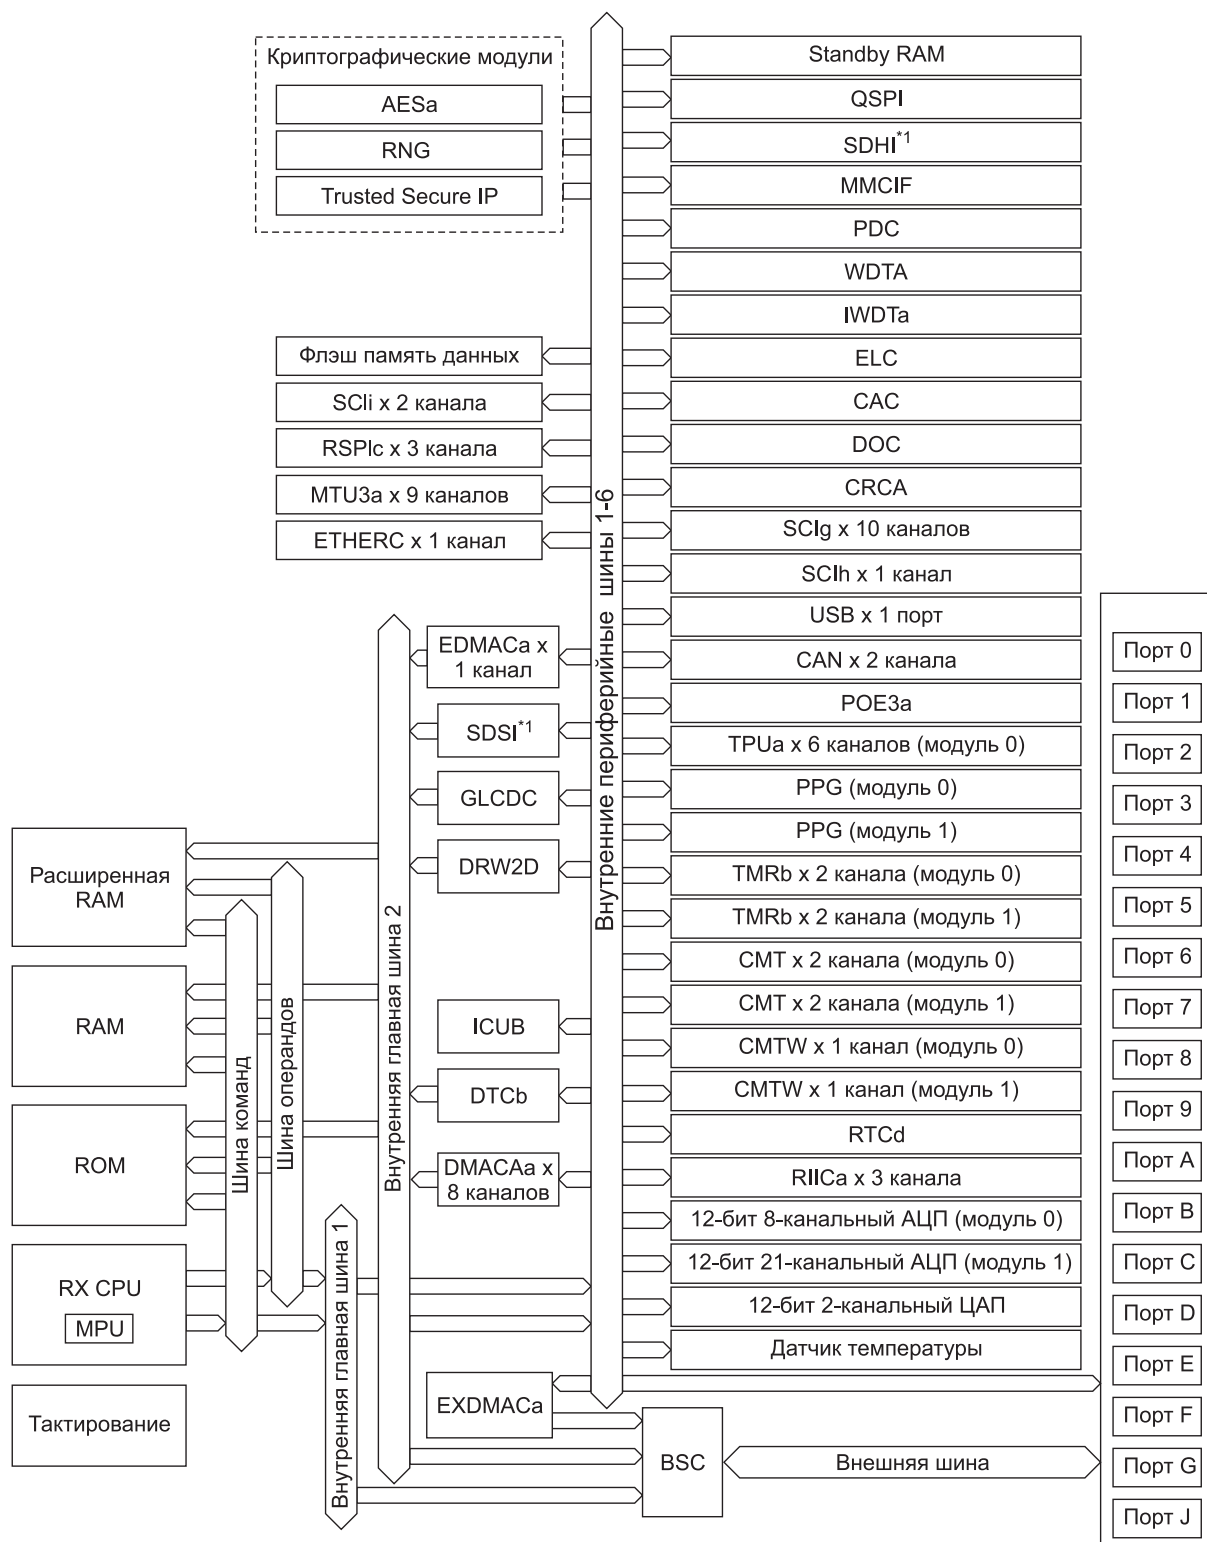 Криптографические модули
AESa
RNG
Trusted Secure IP
Флэш память данных
SCIi x 2 канала
RSPIc x 3 канала
MTU3a x 9 каналов
ETHERC x 1 канал
EDMACa x
1 канал
SDSI*1
GLCDC
DRW2D
ICUB
DTCb
DMACAa x
8 каналов
EXDMACa
BSC
Внешняя шина
Расширенная
RAM
RAM
ROM
RX CPU
MPU
Тактирование
Шина команд
Шина операндов
Внутренняя главная шина 1
Внутренняя главная шина 2
Внутренние периферийные шины 1-6
Standby RAM
QSPI
SDHI*1
MMCIF
PDC
WDTA
IWDTa
ELC
CAC
DOC
CRCA
SCIg x 10 каналов
SCIh x 1 канал
USB x 1 порт
CAN x 2 канала
POE3a
TPUa x 6 каналов (модуль 0)
PPG (модуль 0)
PPG (модуль 1)
TMRb x 2 канала (модуль 0)
TMRb x 2 канала (модуль 1)
CMT x 2 канала (модуль 0)
CMT x 2 канала (модуль 1)
CMTW x 1 канал (модуль 0)
CMTW x 1 канал (модуль 1)
RTCd
RIICa x 3 канала
12-бит 8-канальный АЦП (модуль 0)
12-бит 21-канальный АЦП (модуль 1)
12-бит 2-канальный ЦАП
Датчик температуры
Порт 0
Порт 1
Порт 2
Порт 3
Порт 4
Порт 5
Порт 6
Порт 7
Порт 8
Порт 9
Порт A
Порт B
Порт C
Порт D
Порт E
Порт F
Порт G
Порт J